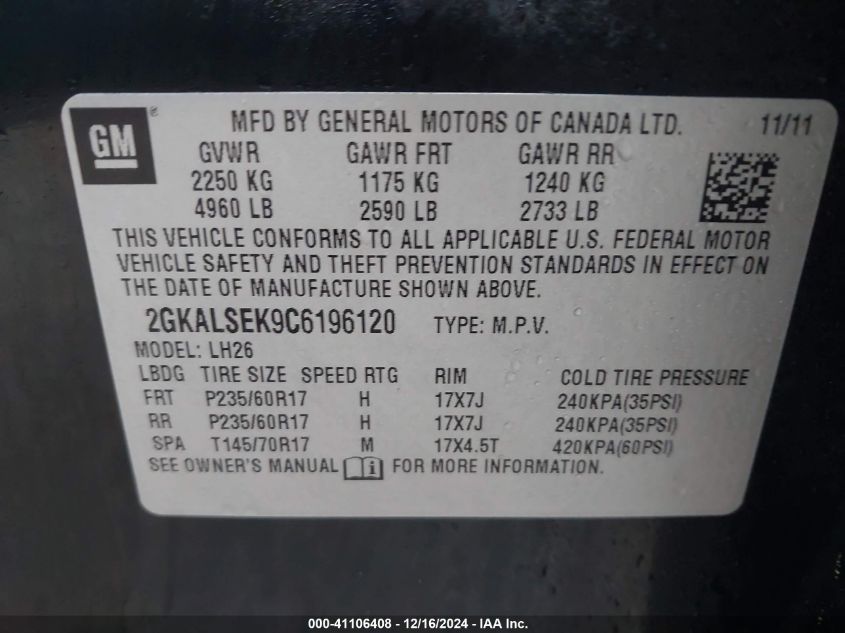 GM® MFD BY GENERAL MOTORS OF CANADA LTD. 11/11
GVWR GAWR FRT GAWR RR
2250 KG 1175 KG 1240 KG
4960 LB 2590 LB 2733 LB
THIS VEHICLE CONFORMS TO ALL APPLICABLE U.S. FEDERAL MOTOR
VEHICLE SAFETY AND THEFT PREVENTION STANDARDS IN EFFECT ON
THE DATE OF MANUFACTURE SHOWN ABOVE.
2GKALSEK9C6196120 TYPE: M.P.V.
MODEL: LH26
LBDG TIRE SIZE SPEED RTG RIM COLD TIRE PRESSURE
FRT P235/60R17 H 17X7J 240KPA(35PSI)
RR P235/60R17 H 17X7J 240KPA(35PSI)
SPA T145/70R17 M 17X4.5T 420KPA(60PSI)
SEE OWNER'S MANUAL i FOR MORE INFORMATION.
000-41106408 - 12/16/2024 - IAA Inc.